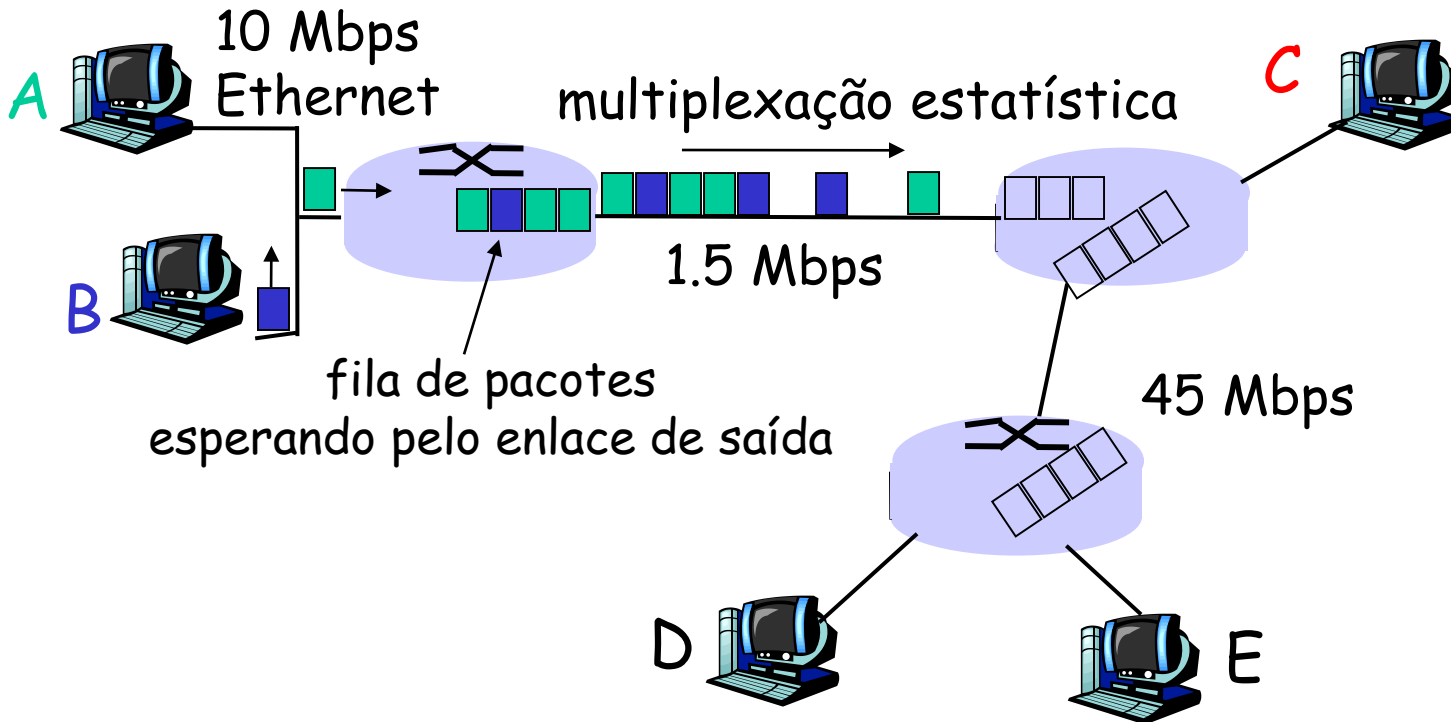 A
10 Mbps
Ethernet
multiplexação estatística
C
B
1.5 Mbps
fila de pacotes
esperando pelo enlace de saída
45 Mbps
D
E